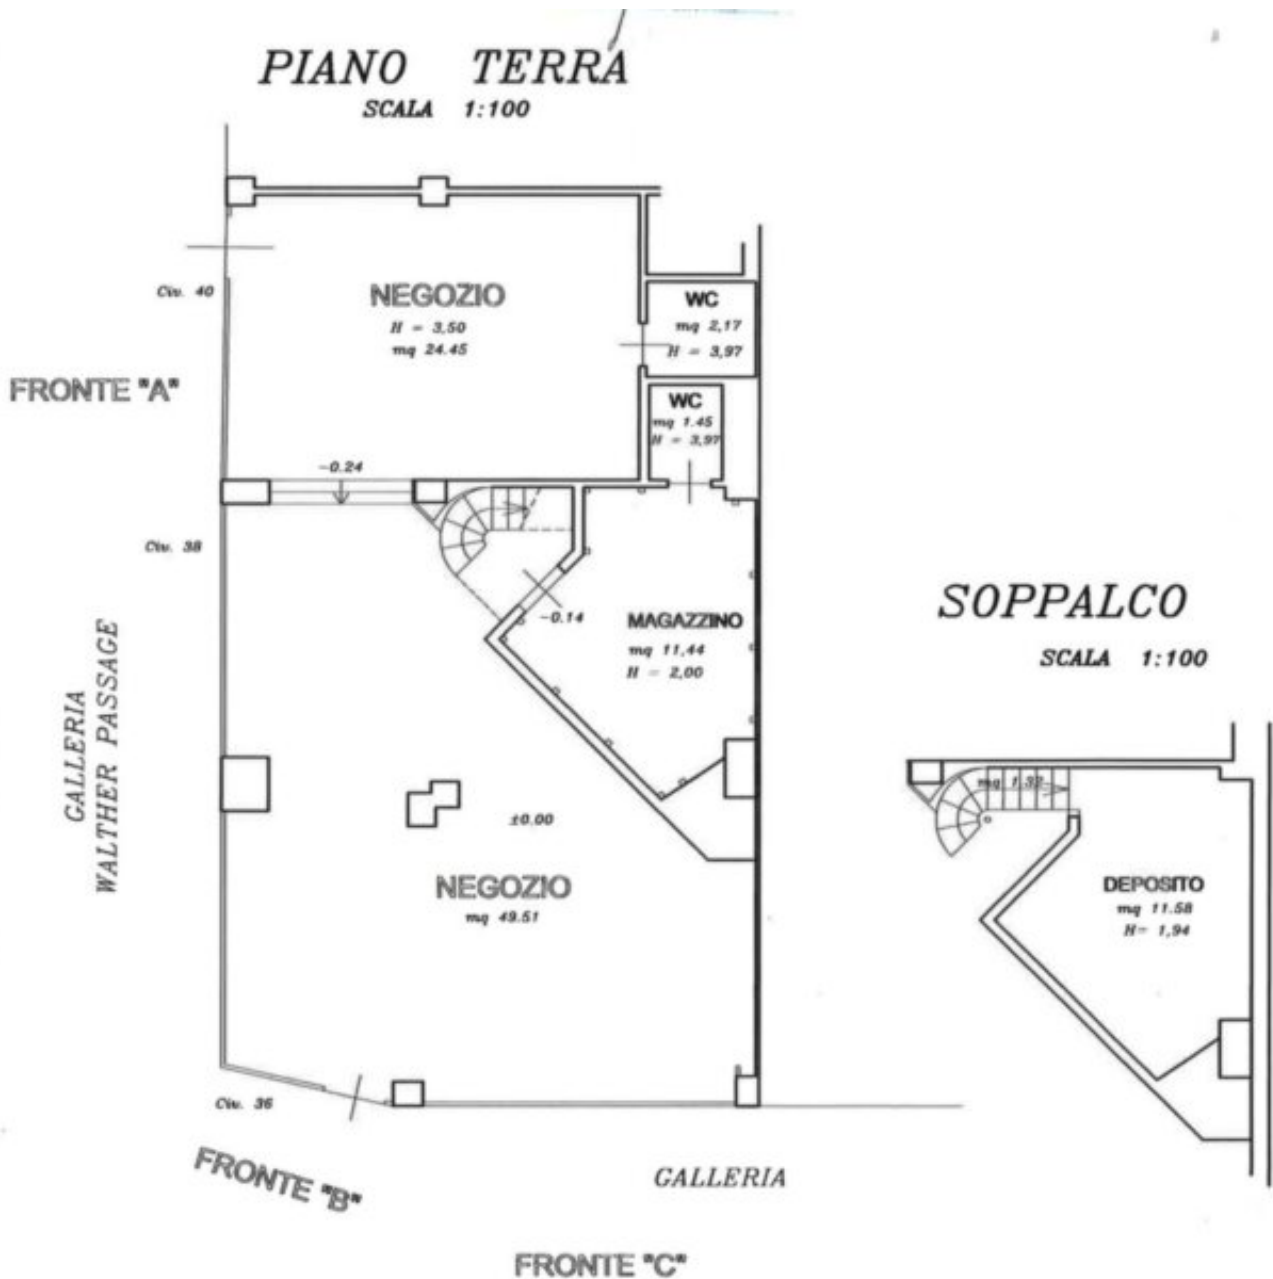 PIANO TERRA
SCALA 1:100
Civ. 40
NEGOZIO
H = 3,50
mq 24.45
WC
mq 2,17
H = 3,97
FRONTE "A"
WC
mq 1.45
H = 3,97
-0.24
Civ. 38
-0.14
MAGAZZINO
mq 11,44
H = 2,00
GALLERIA
WALTHER PASSAGE
±0.00
NEGOZIO
mq 49.51
Civ. 36
FRONTE "B"
GALLERIA
FRONTE "C"
SOPPALCO
SCALA 1:100
mq 1.32
DEPOSITO
mq 11.58
H= 1,94